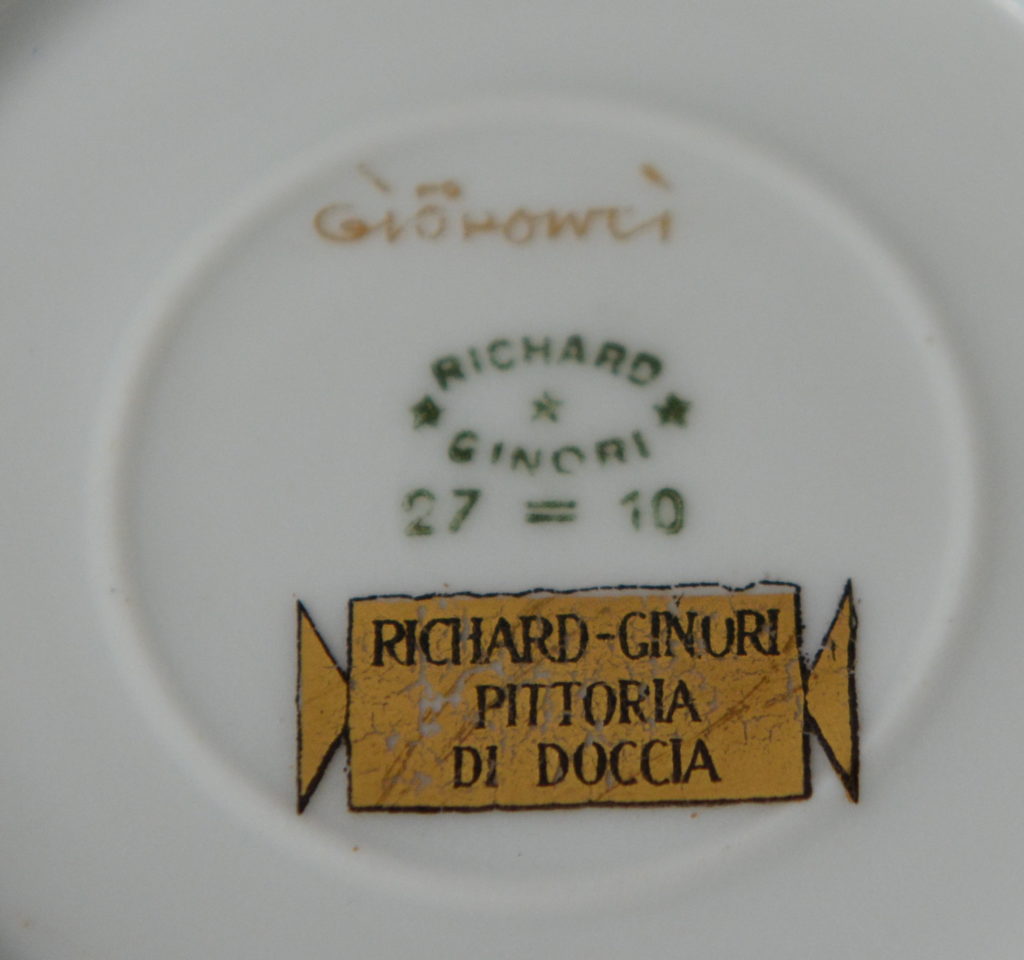 RICHARD
GINORI
27 = 10
RICHARD-GINORI
PITTORIA
DI DOCCIA